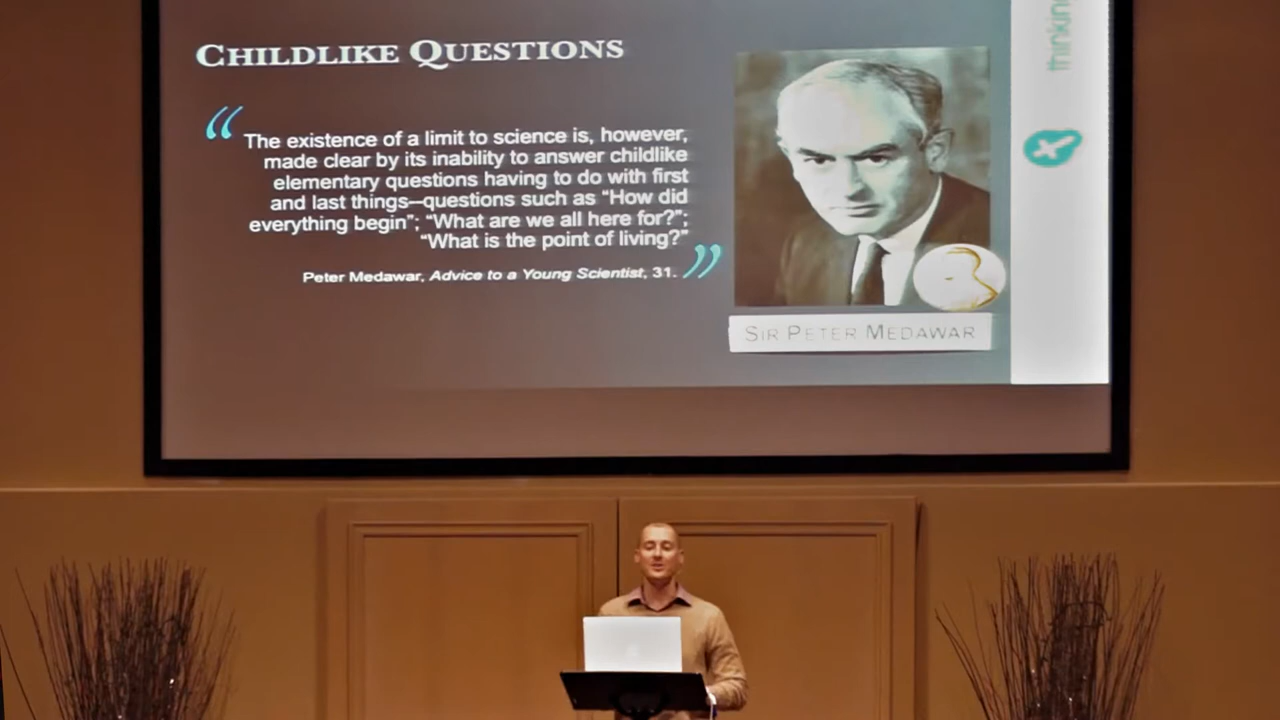 CHILDLIKE QUESTIONS
“
The existence of a limit to science is, however,
made clear by its inability to answer childlike
elementary questions having to do with first
and last things—questions such as “How did
everything begin”; “What are we all here for?”;
“What is the point of living?”
”
Peter Medawar, Advice to a Young Scientist, 31.
SIR PETER MEDAWAR
thinking